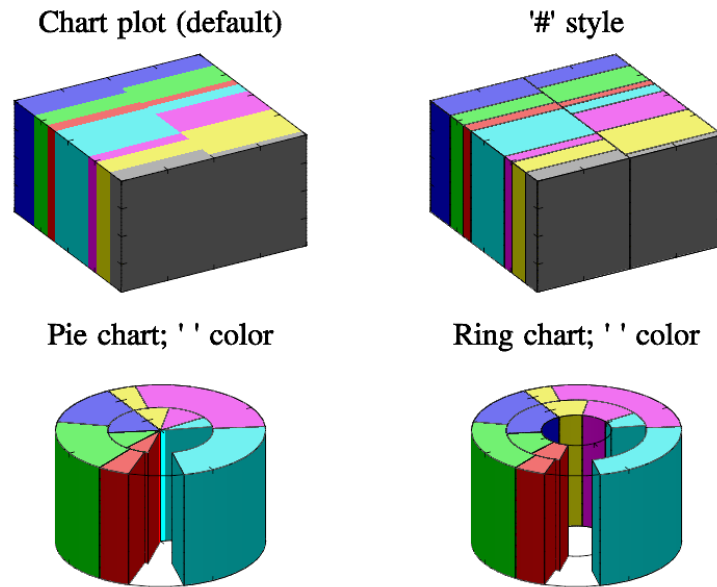 Chart plot (default)
'#' style
Pie chart; ' ' color
Ring chart; ' ' color